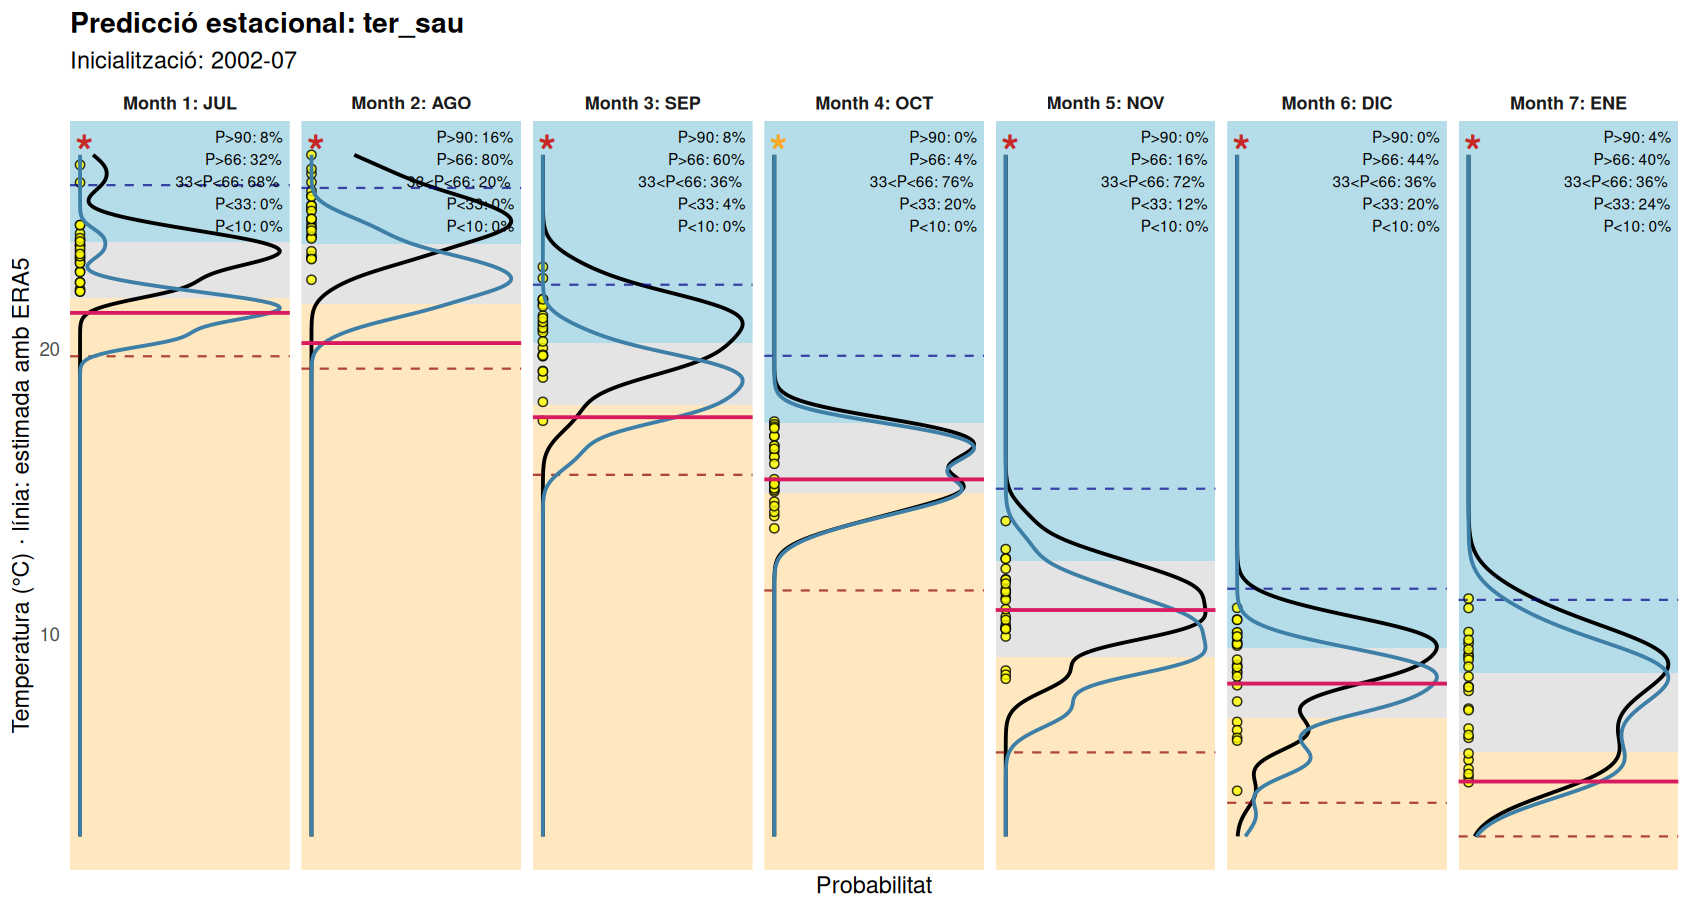 Predicció estacional: ter_sau
Inicialització: 2002-07
Month 1: JUL
P>90: 8%
P>66: 32%
33<P<66: 68%
P<33: 0%
P<10: 0%
Month 2: AGO
P>90: 16%
P>66: 80%
33<P<66: 20%
P<33: 0%
P<10: 0%
Month 3: SEP
P>90: 8%
P>66: 60%
33<P<66: 36%
P<33: 4%
P<10: 0%
Month 4: OCT
P>90: 0%
P>66: 4%
33<P<66: 76%
P<33: 20%
P<10: 0%
Month 5: NOV
P>90: 0%
P>66: 16%
33<P<66: 72%
P<33: 12%
P<10: 0%
Month 6: DIC
P>90: 0%
P>66: 44%
33<P<66: 36%
P<33: 20%
P<10: 0%
Month 7: ENE
P>90: 4%
P>66: 40%
33<P<66: 36%
P<33: 24%
P<10: 0%
Temperatura (°C) · línia: estimada amb ERA5
20
10
Probabilitat